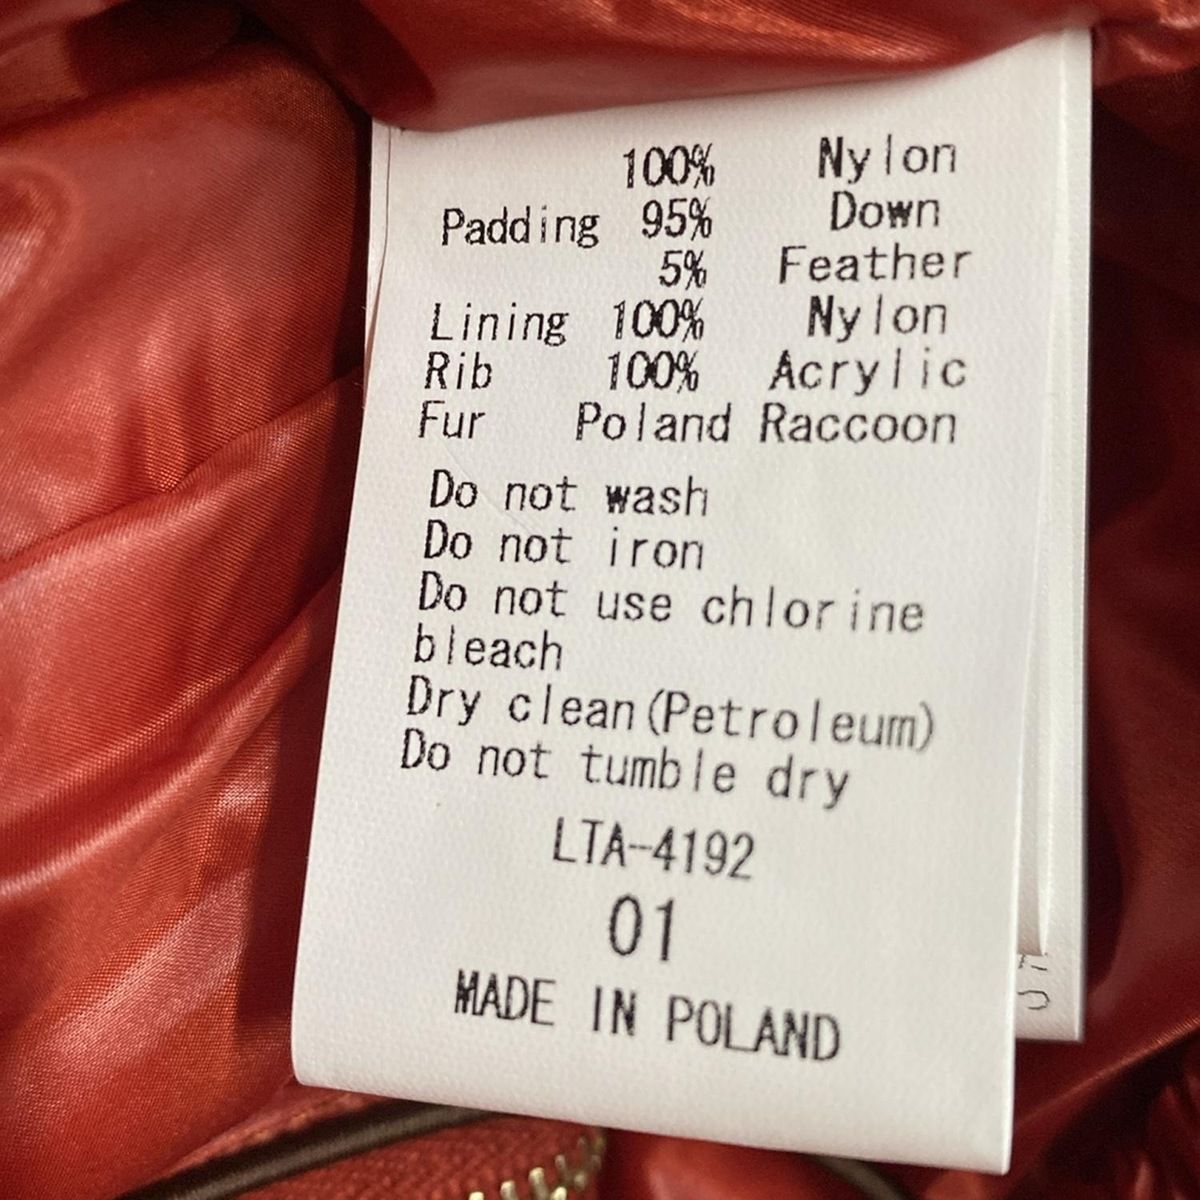 100% Nylon
Padding 95% Down
5% Feather
Lining 100% Nylon
Rib 100% Acrylic
Fur Poland Raccoon
Do not wash
Do not iron
Do not use chlorine
bleach
Dry clean(Petroleum)
Do not tumble dry
LTA-4192
01
MADE IN POLAND